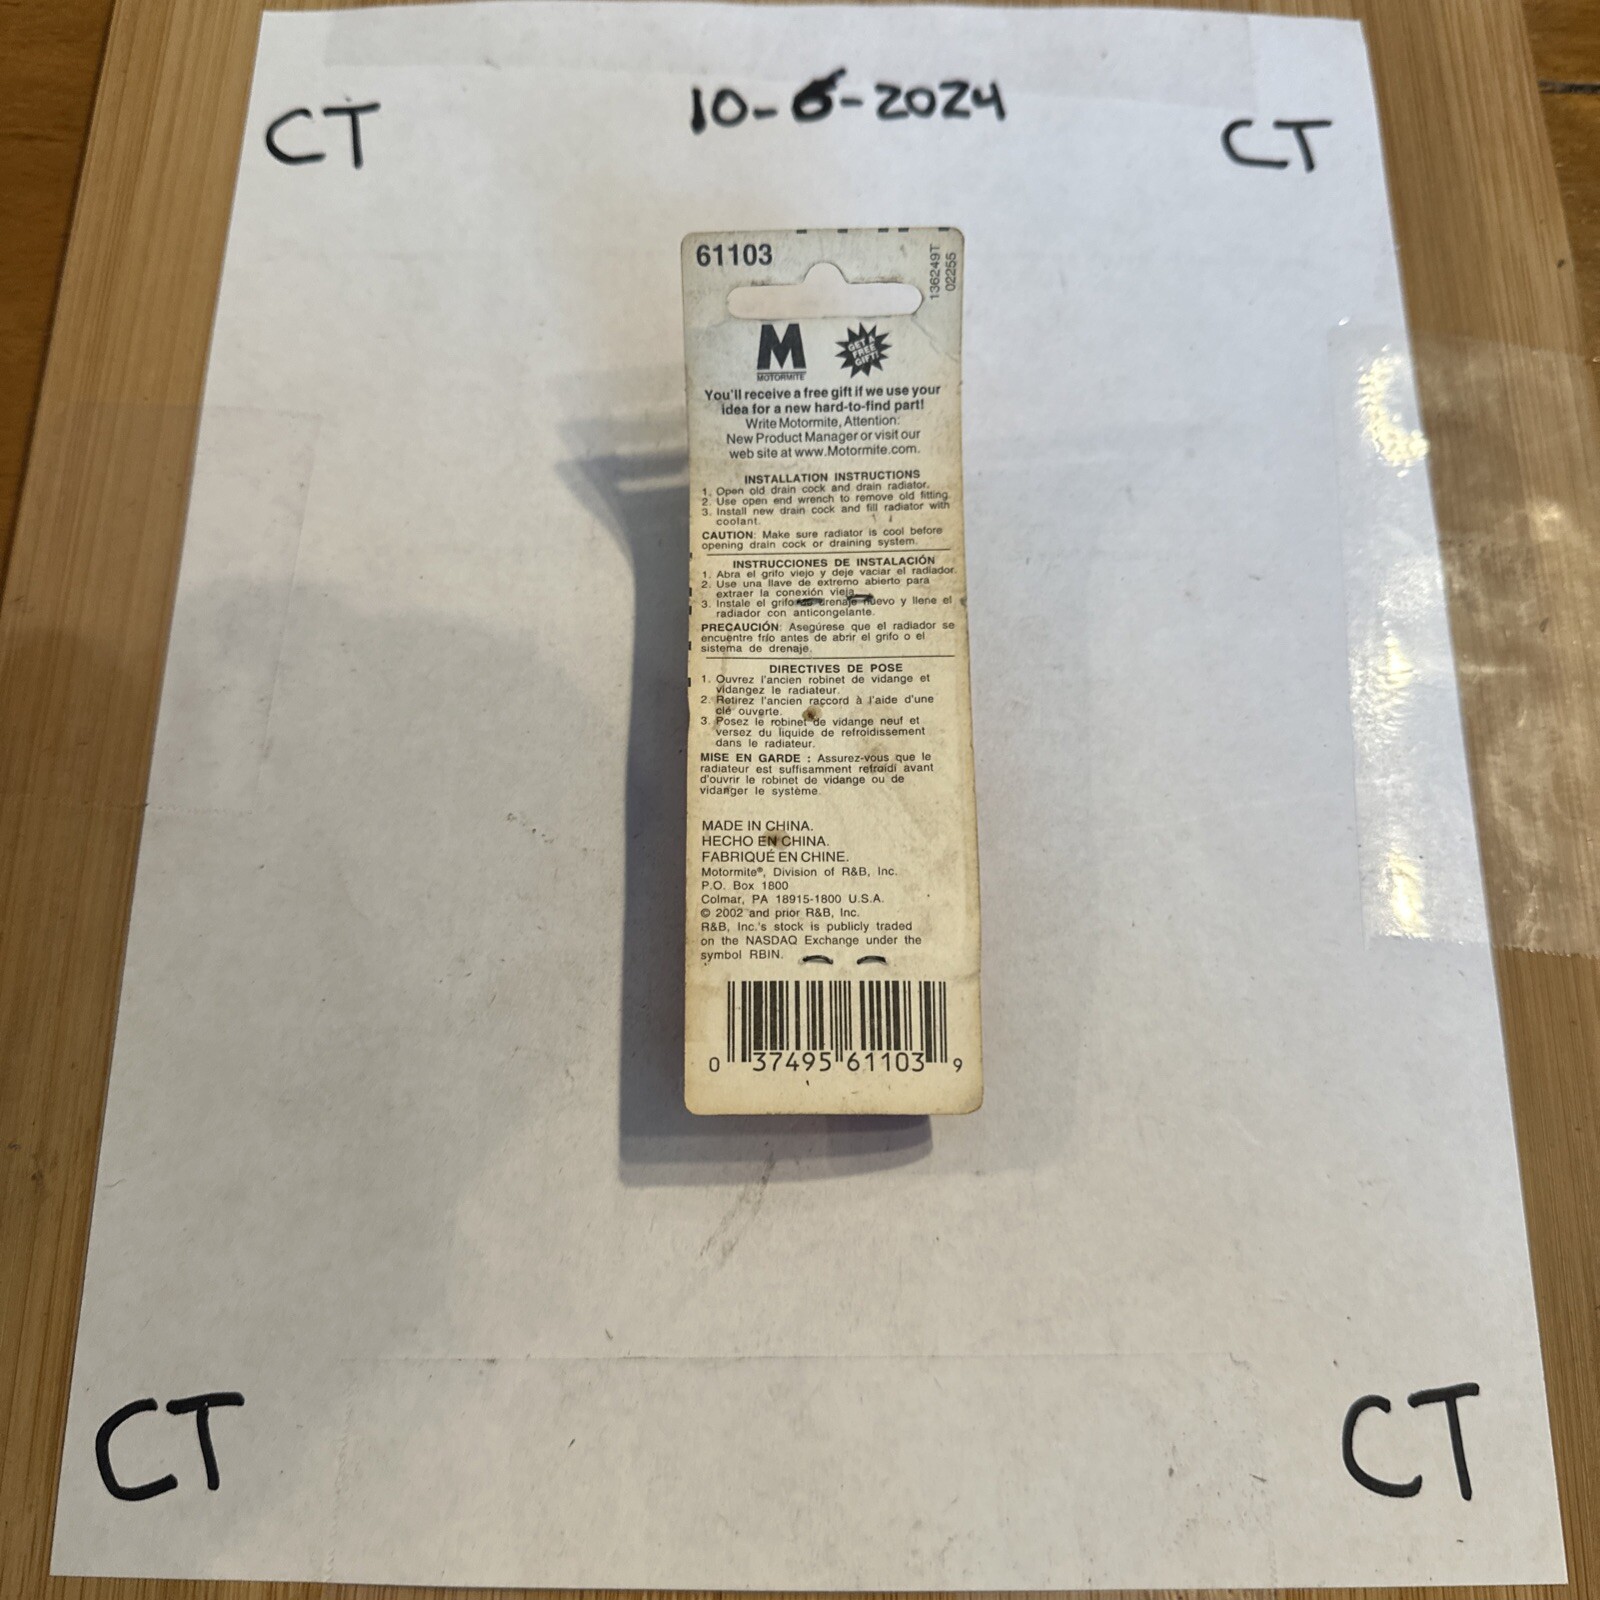 CT
10-6-2024
CT
61103
136249T
0225S
M
MOTORMITE
GET A
FREE
GIFT!
You'll receive a free gift if we use your
idea for a new hard-to-find part!
Write Motormite, Attention:
New Product Manager or visit our
web site at www.Motormite.com.
INSTALLATION INSTRUCTIONS
1. Open old drain cock and drain radiator.
2. Use open end wrench to remove old fitting.
3. Install new drain cock and fill radiator with
coolant.
CAUTION: Make sure radiator is cool before
opening drain cock or draining system.
INSTRUCCIONES DE INSTALACIÓN
1. Abra el grifo viejo y deje vaciar el radiador.
2. Use una llave de extremo abierto para
extraer la conexión vieja.
3. Instale el grifo de drenaje nuevo y llene el
radiador con anticongelante.
PRECAUCIÓN: Asegúrese que el radiador se
encuentre frío antes de abrir el grifo o el
sistema de drenaje.
DIRECTIVES DE POSE
1. Ouvrez l'ancien robinet de vidange et
vidangez le radiateur.
2. Retirez l'ancien raccord à l'aide d'une
clé ouverte.
3. Posez le robinet de vidange neuf et
versez du liquide de refroidissement
dans le radiateur.
MISE EN GARDE : Assurez-vous que le
radiateur est suffisamment refroidi avant
d'ouvrir le robinet de vidange ou de
vidanger le système.
MADE IN CHINA.
HECHO EN CHINA.
FABRIQUÉ EN CHINE.
Motormite®, Division of R&B, Inc.
P.O. Box 1800
Colmar, PA 18915-1800 U.S.A.
© 2002 and prior R&B, Inc.
R&B, Inc.'s stock is publicly traded
on the NASDAQ Exchange under the
symbol RBIN.
0 37495 61103 9
CT
CT